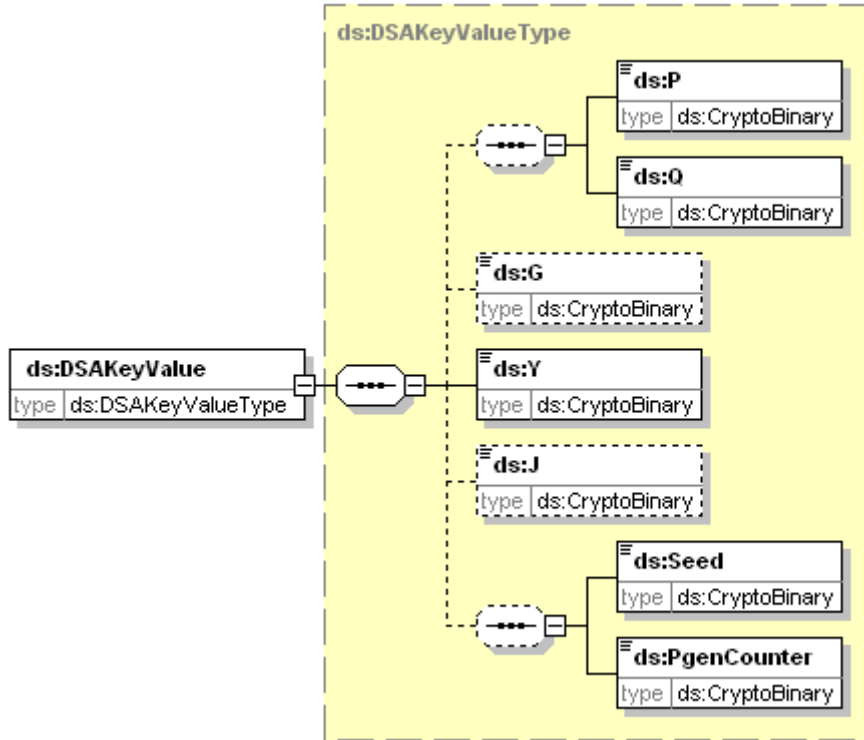 ds:DSAKeyValueType
ds:P
type ds:CryptoBinary
ds:Q
type ds:CryptoBinary
ds:G
type ds:CryptoBinary
ds:DSAKeyValue
type ds:DSAKeyValueType
ds:Y
type ds:CryptoBinary
ds:J
type ds:CryptoBinary
ds:Seed
type ds:CryptoBinary
ds:PgenCounter
type ds:CryptoBinary